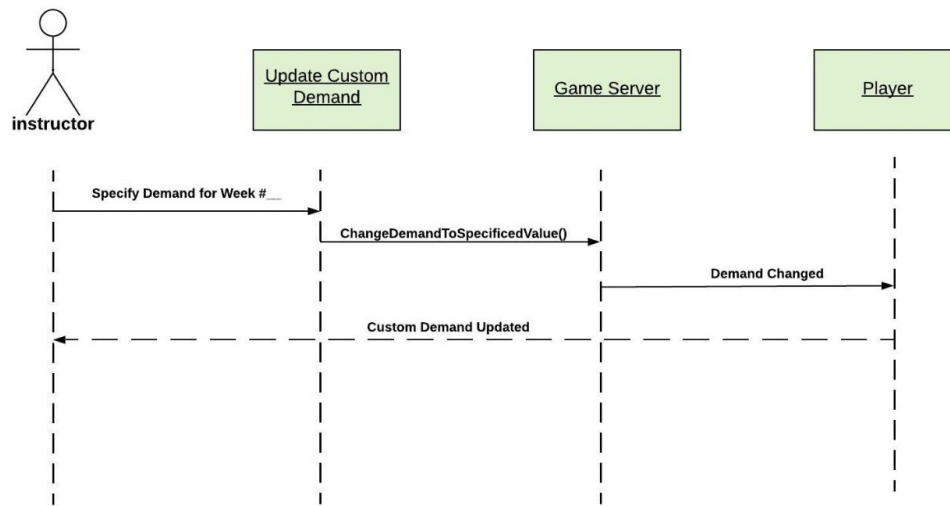 Update Custom
Demand
Game Server
Player
instructor
Specify Demand for Week #__
ChangeDemandToSpecificedValue()
Demand Changed
Custom Demand Updated